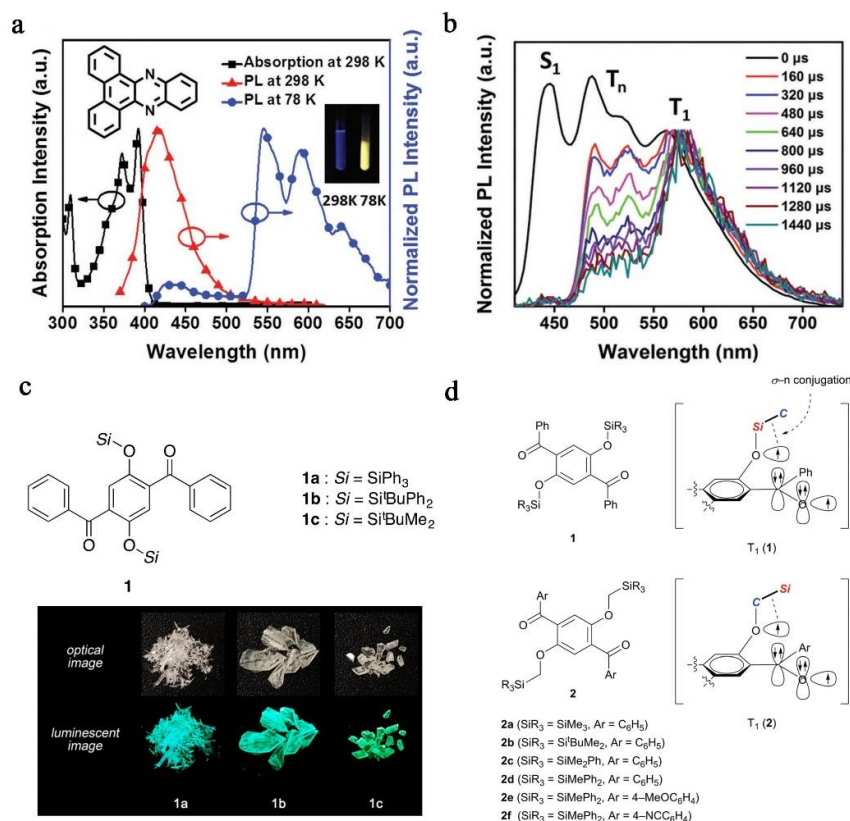 a
Absorption Intensity (a.u.)
N
N
Absorption at 298 K
PL at 298 K
PL at 78 K
298K 78K
Normalized PL Intensity (a.u.)
300 350 400 450 500 550 600 650 700
Wavelength (nm)
b
Normalized PL Intensity (a.u.)
S1
Tn
T1
0 μs
160 μs
320 μs
480 μs
640 μs
800 μs
960 μs
1120 μs
1280 μs
1440 μs
450 500 550 600 650 700
Wavelength (nm)
c
Si
O
O
O
O
Si
1
1a : Si = SiPh3
1b : Si = SitBuPh2
1c : Si = SitBuMe2
optical
image
luminescent
image
1a 1b 1c
d
Ph
O
SiR3
O
O
O
R3Si
Ph
1
σ–n conjugation
Si
C
O
Ph
O
T1 (1)
Ar
O
SiR3
O
O
O
R3Si
Ar
2
C
Si
O
Ar
O
T1 (2)
2a (SiR3 = SiMe3, Ar = C6H5)
2b (SiR3 = SitBuMe2, Ar = C6H5)
2c (SiR3 = SiMe2Ph, Ar = C6H5)
2d (SiR3 = SiMePh2, Ar = C6H5)
2e (SiR3 = SiMePh2, Ar = 4–MeOC6H4)
2f (SiR3 = SiMePh2, Ar = 4–NCC6H4)